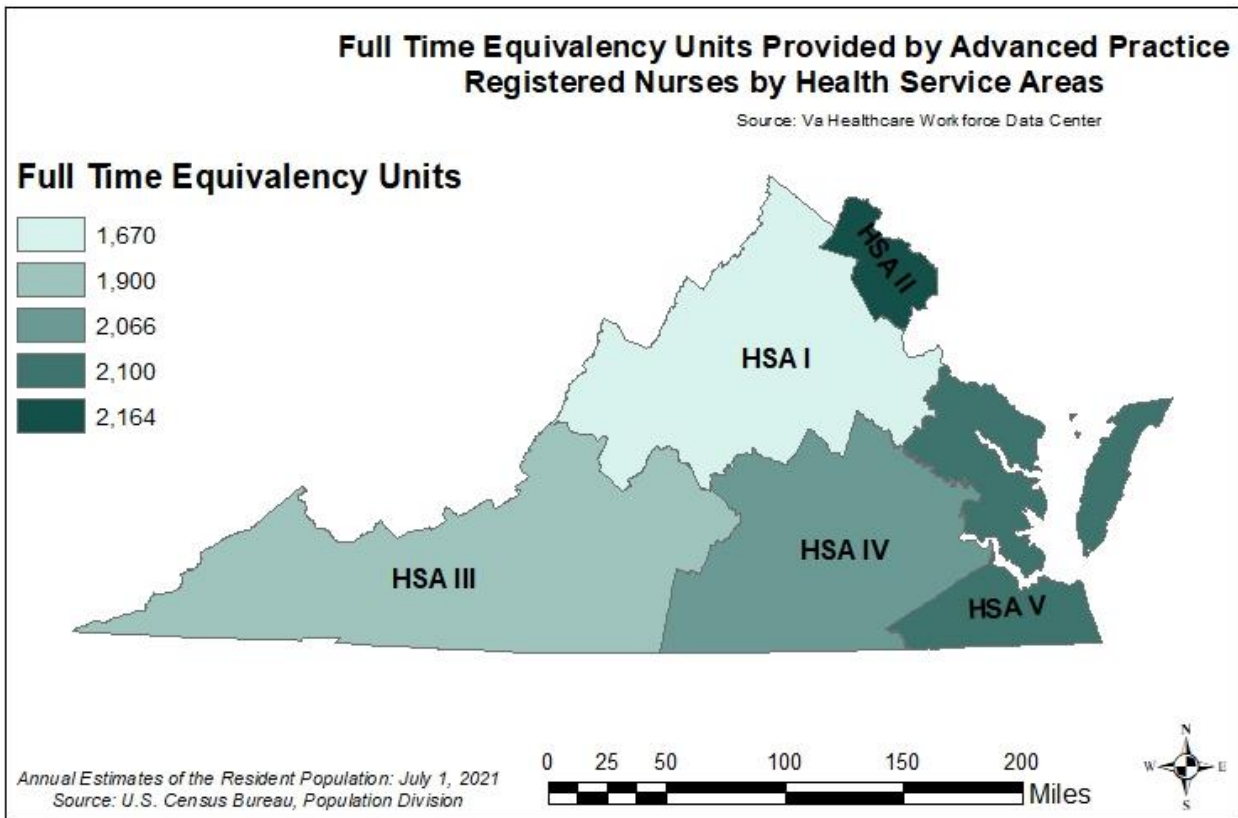 Full Time Equivalency Units Provided by Advanced Practice
Registered Nurses by Health Service Areas
Source: Va Healthcare Workforce Data Center
Full Time Equivalency Units
1,670
1,900
2,066
2,100
2,164
HSA II
HSA I
HSA IV
HSA III
HSA V
Annual Estimates of the Resident Population: July 1, 2021
Source: U.S. Census Bureau, Population Division
0 25 50 100 150 200
Miles
N
W E
S